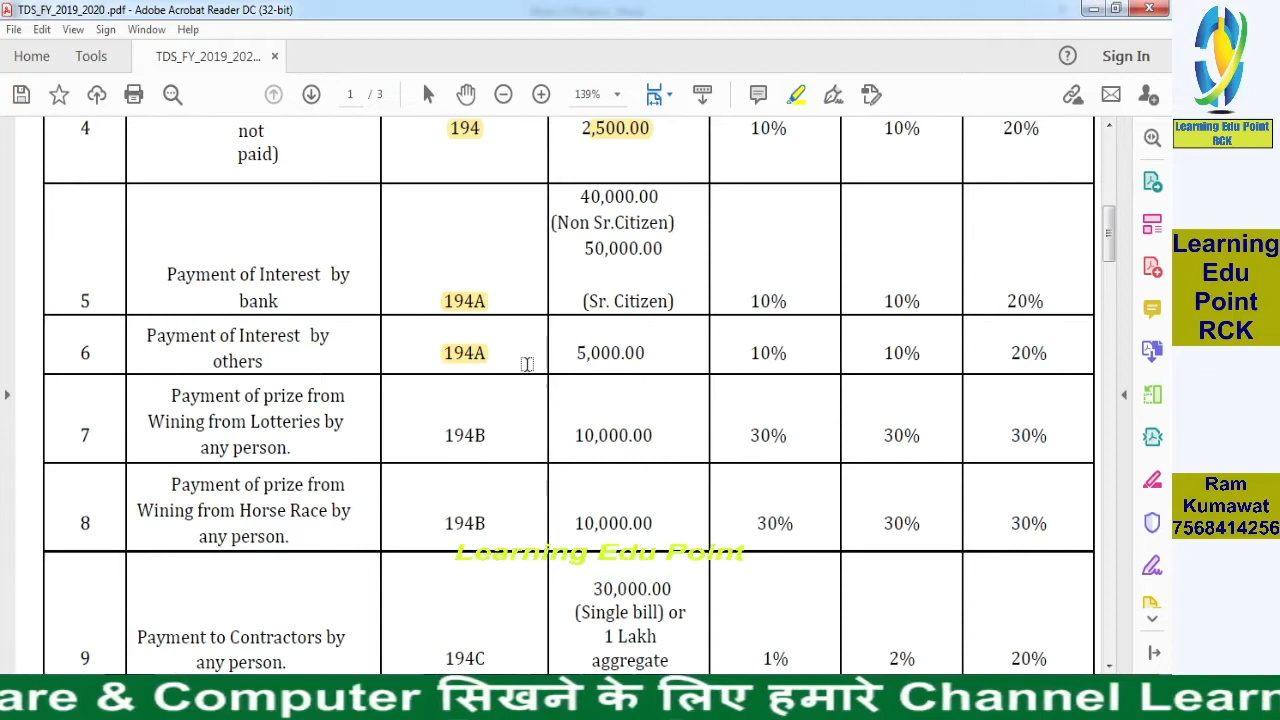 TDS_FY_2019_2020 .pdf - Adobe Acrobat Reader DC (32-bit)
File Edit View Sign Window Help
Home Tools TDS_FY_2019_202... × Sign In
1 / 3 139%
4 not paid) 194 2,500.00 10% 10% 20%
40,000.00
(Non Sr.Citizen)
50,000.00
Payment of Interest by
5 bank 194A (Sr. Citizen) 10% 10% 20%
Payment of Interest by
6 others 194A 5,000.00 10% 10% 20%
Payment of prize from
Wining from Lotteries by
7 any person. 194B 10,000.00 30% 30% 30%
Payment of prize from
Wining from Horse Race by
8 any person. 194B 10,000.00 30% 30% 30%
Learning Edu Point
30,000.00
(Single bill) or
1 Lakh
Payment to Contractors by
9 any person. 194C aggregate 1% 2% 20%
Learning Edu Point
RCK
Learning
Edu
Point
RCK
Ram
Kumawat
7568414256
are & Computer सिखने के लिए हमारे Channel Learn